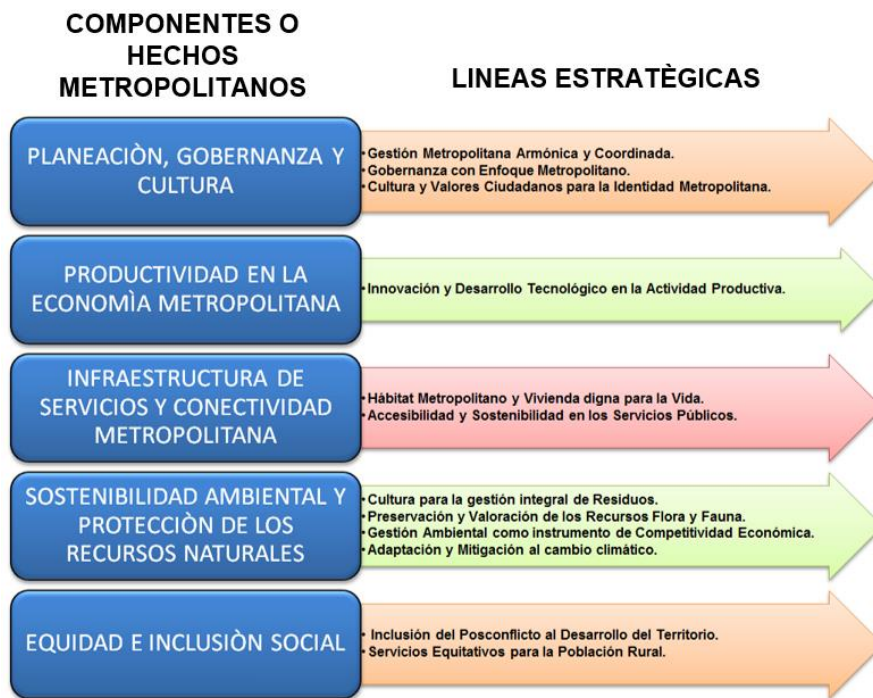 COMPONENTES O
HECHOS
METROPOLITANOS
LINEAS ESTRATÈGICAS
PLANEACIÒN, GOBERNANZA Y
CULTURA
• Gestión Metropolitana Armónica y Coordinada.
• Gobernanza con Enfoque Metropolitano.
• Cultura y Valores Ciudadanos para la Identidad Metropolitana.
PRODUCTIVIDAD EN LA
ECONOMÌA METROPOLITANA
• Innovación y Desarrollo Tecnológico en la Actividad Productiva.
INFRAESTRUCTURA DE
SERVICIOS Y CONECTIVIDAD
METROPOLITANA
• Hábitat Metropolitano y Vivienda digna para la Vida.
• Accesibilidad y Sostenibilidad en los Servicios Públicos.
SOSTENIBILIDAD AMBIENTAL Y
PROTECCIÒN DE LOS
RECURSOS NATURALES
• Cultura para la gestión integral de Residuos.
• Preservación y Valoración de los Recursos Flora y Fauna.
• Gestión Ambiental como instrumento de Competitividad Económica.
• Adaptación y Mitigación al cambio climático.
EQUIDAD E INCLUSIÒN SOCIAL
• Inclusión del Posconflicto al Desarrollo del Territorio.
• Servicios Equitativos para la Población Rural.